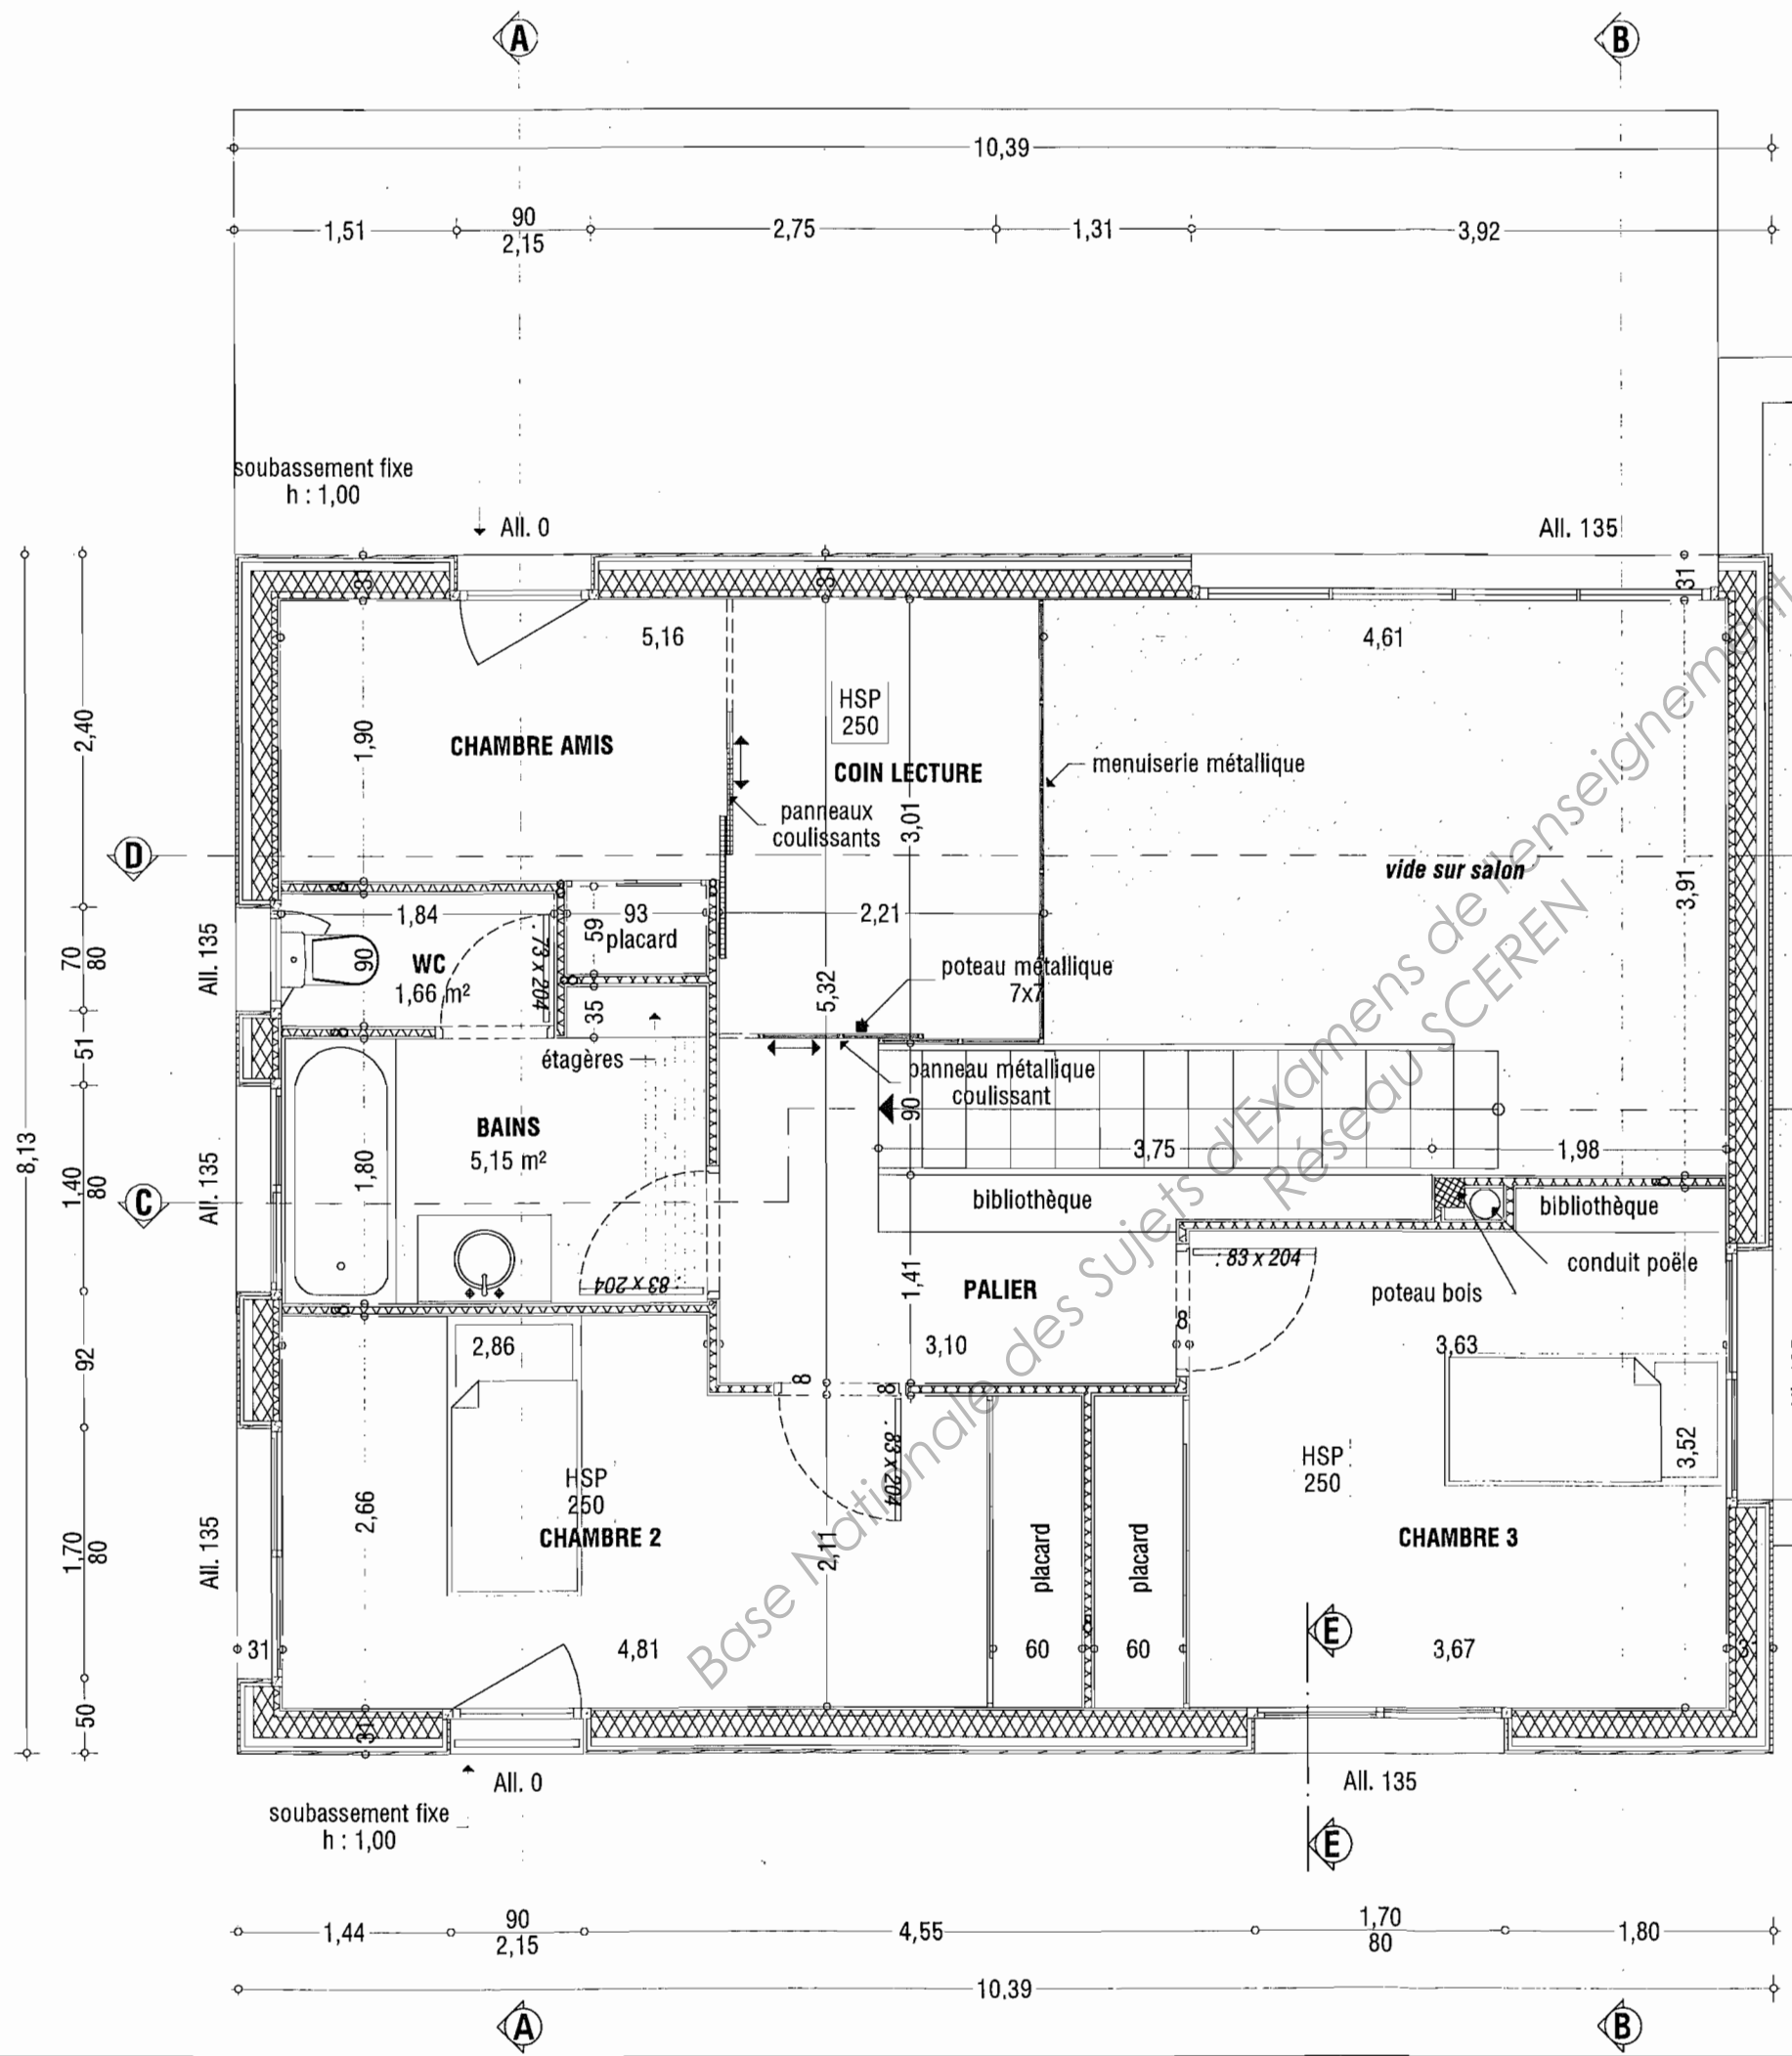 A
B
10,39
1,51
90
2,15
2,75
1,31
3,92
soubassement fixe
h : 1,00
All. 0
All. 135
31
31
31
5,16
4,61
HSP
250
2,40
1,90
CHAMBRE AMIS
COIN LECTURE
menuiserie métallique
panneaux
coulissants
3,01
D
vide sur salon
3,91
8
1,84
93
59
placard
2,21
All. 135
70
80
90
WC
1,66 m²
73 x 204
8
poteau métallique
7x7
5,32
35
8
51
étagères
panneau métallique
coulissant
90
BAINS
5,15 m²
3,75
1,98
8,13
1,40
80
All. 135
1,80
C
bibliothèque
8
bibliothèque
83 x 204
83 x 204
conduit poêle
poteau bois
1,41
PALIER
8
8
92
2,86
3,10
3,63
8
8
83 x 204
3,52
HSP
250
HSP
250
2,66
CHAMBRE 2
2,11
placard
placard
CHAMBRE 3
1,70
80
All. 135
E
31
4,81
60
60
3,67
31
50
31
All. 0
All. 135
soubassement fixe
h : 1,00
E
1,44
90
2,15
4,55
1,70
80
1,80
10,39
A
B
Base Nationale des Sujets d'Examens de l'enseignement
Réseau SCEREN